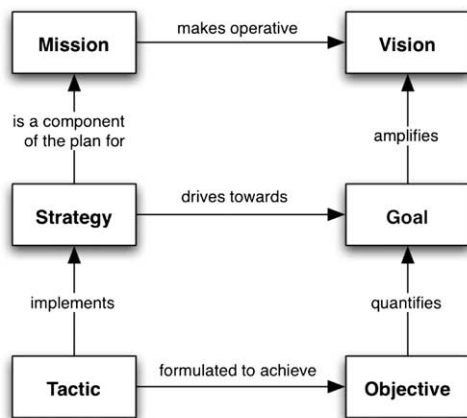 Mission
makes operative
Vision
is a component
of the plan for
amplifies
Strategy
drives towards
Goal
implements
quantifies
Tactic
formulated to achieve
Objective